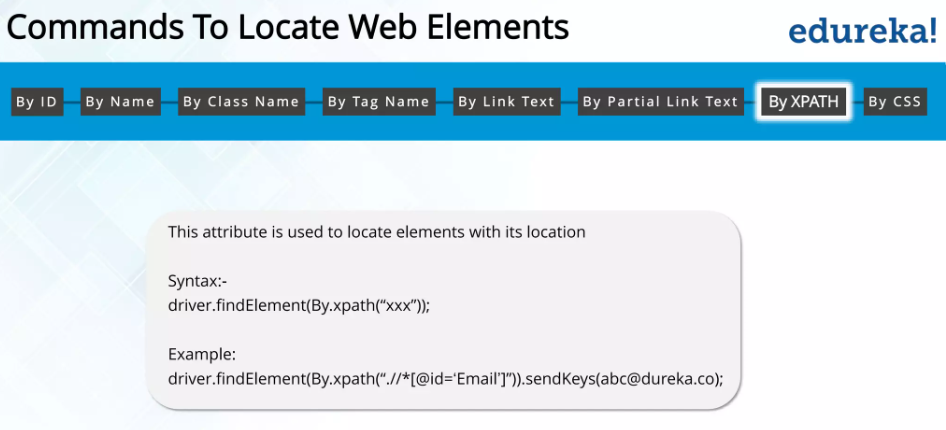 Commands To Locate Web Elements
edureka!
By ID
By Name
By Class Name
By Tag Name
By Link Text
By Partial Link Text
By XPATH
By CSS
This attribute is used to locate elements with its location
Syntax:-
driver.findElement(By.xpath(“xxx”));
Example:
driver.findElement(By.xpath(“.//*[@id=‘Email’]”)).sendKeys(abc@dureka.co);